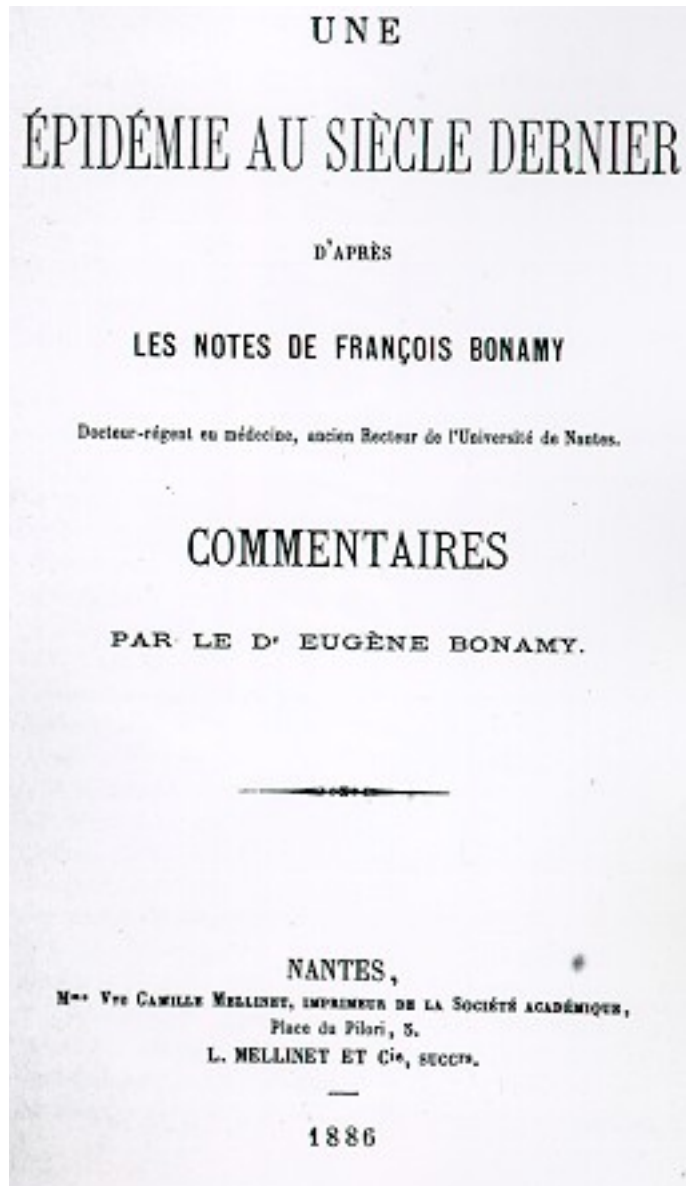 UNE
ÉPIDÉMIE AU SIÈCLE DERNIER
D'APRÈS
LES NOTES DE FRANÇOIS BONAMY
Docteur-régent en médecine, ancien Recteur de l'Université de Nantes.
COMMENTAIRES
PAR LE Dr EUGÈNE BONAMY.
NANTES,
Mme Vve CAMILLE MELLINET, IMPRIMEUR DE LA SOCIÉTÉ ACADÉMIQUE,
Place du Pilori, 5.
L. MELLINET ET Cie, SUCCrs.
1886